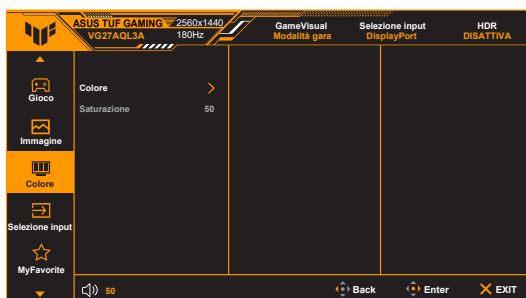 ASUS TUF GAMING 2560x1440 GameVisual Selezione input HDR
VG27AQL3A 180Hz Modalità gara DisplayPort DISATTIVA
Gioco
Colore
Saturazione 50
Immagine
Colore
Selezione input
MyFavorite
50 Back Enter EXIT